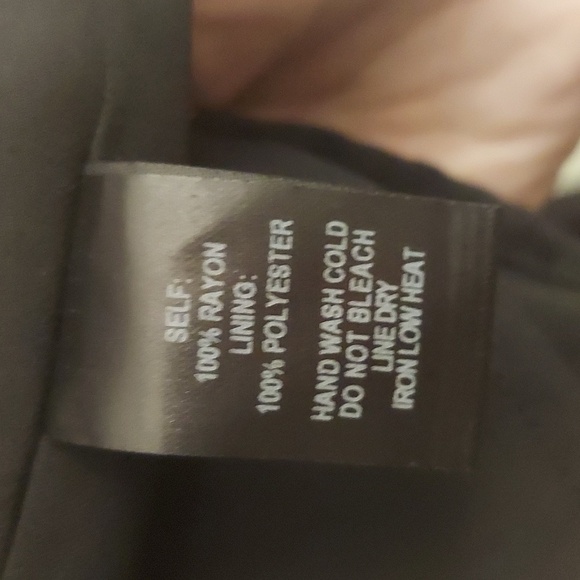 SELF:
100% RAYON
LINING:
100% POLYESTER
HAND WASH COLD
DO NOT BLEACH
LINE DRY
IRON LOW HEAT